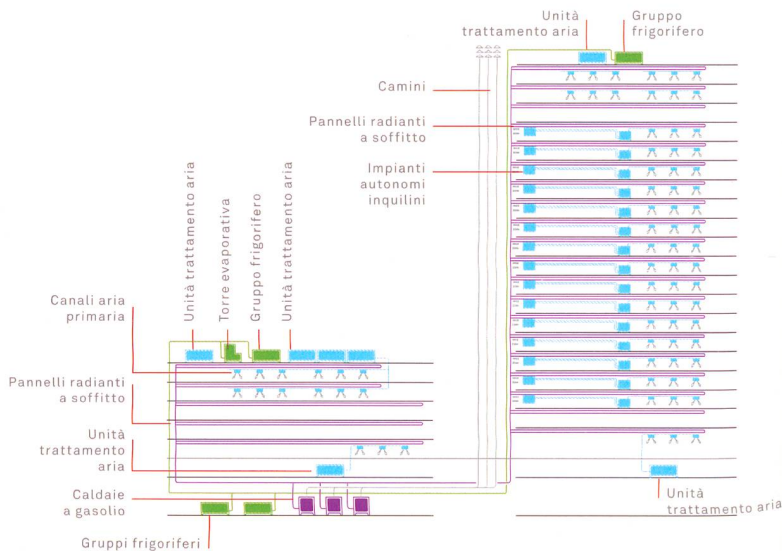 Unità
trattamento aria
Gruppo
frigorifero
Camini
Pannelli radianti
a soffitto
Impianti
autonomi
inquilini
Unità trattamento aria
Torre evaporativa
Gruppo frigorifero
Unità trattamento aria
Canali aria
primaria
Pannelli radianti
a soffitto
Unità
trattamento
aria
Caldaie
a gasolio
Gruppi frigoriferi
Unità
trattamento aria